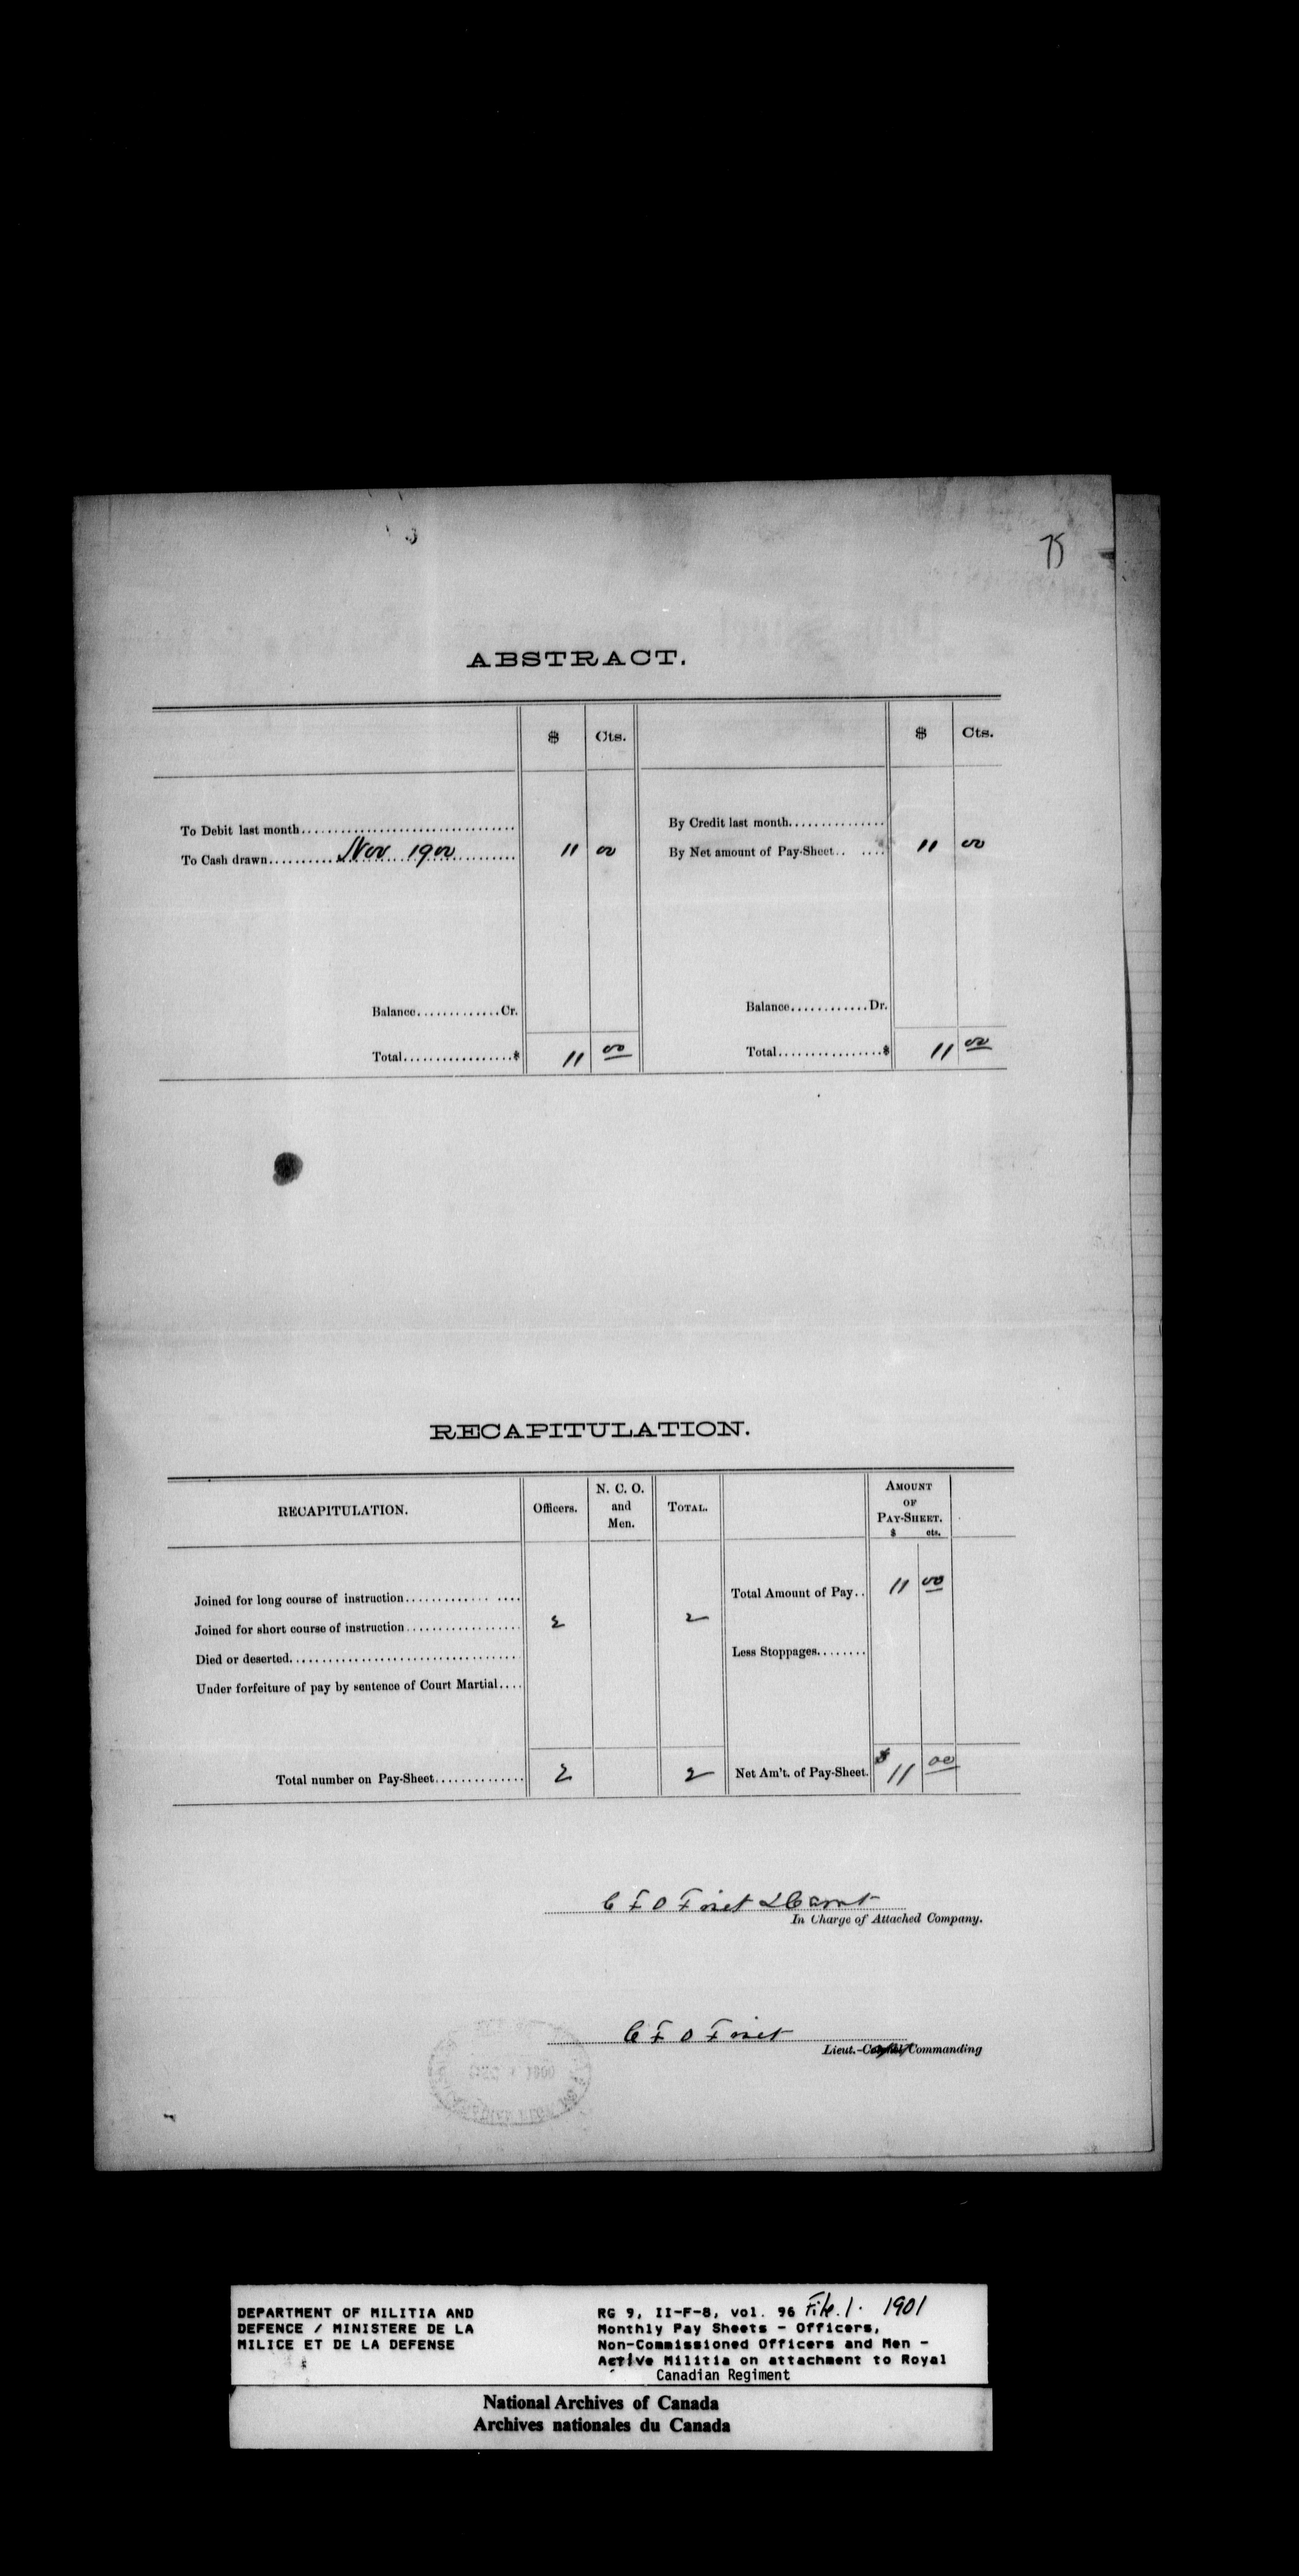 75
ABSTRACT.
$ Cts. $ Cts.
To Debit last month.............................. By Credit last month..............
To Cash drawn.......... Nov 1900 .......... 11 00 By Net amount of Pay-Sheet.. .... 11 00
Balance............Cr. Balance............Dr.
Total................$ 11 00 Total...............$ 11 00
RECAPITULATION.
RECAPITULATION. Officers. N. C. O. and Men. TOTAL. AMOUNT OF PAY-SHEET. $ cts.
Joined for long course of instruction............ .... Total Amount of Pay.. 11 00
Joined for short course of instruction................. 2 2
Died or deserted.................................. Less Stoppages........
Under forfeiture of pay by sentence of Court Martial....
Total number on Pay-Sheet............. 2 2 Net Am't. of Pay-Sheet. $ 11 00
In Charge of Attached Company.
Lieut.- Commanding
DEC 1900
DEPARTMENT OF MILITIA AND
DEFENCE / MINISTERE DE LA
MILICE ET DE LA DEFENSE
RG 9, II-F-8, vol. 96 File 1. 1901
Monthly Pay Sheets - Officers,
Non-Commissioned Officers and Men -
Active Militia on attachment to Royal
Canadian Regiment
National Archives of Canada
Archives nationales du Canada